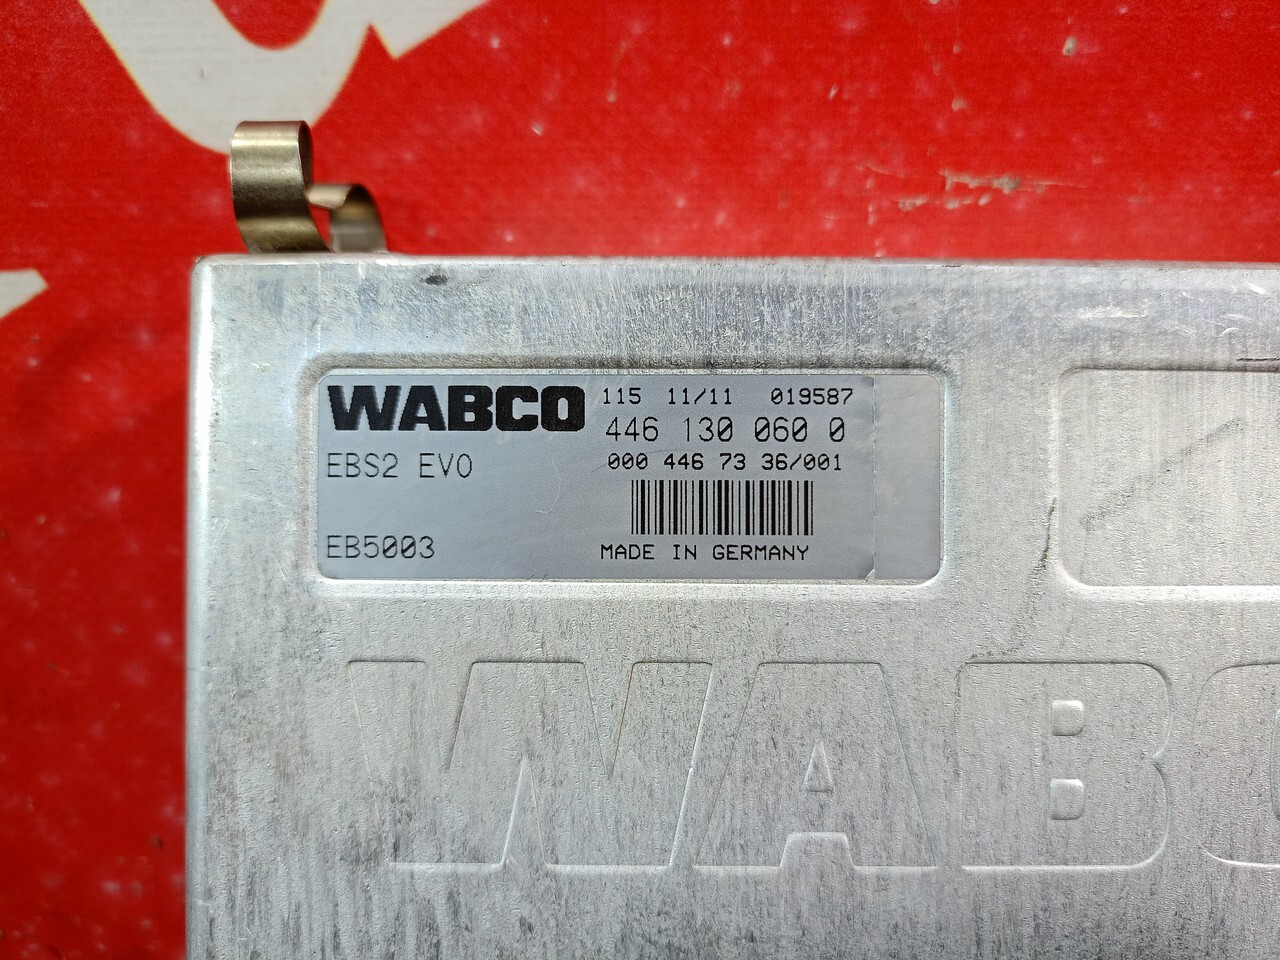 WABCO 115 11/11 019587
446 130 060 0
EBS2 EVO 000 446 73 36/001
EB5003 MADE IN GERMANY
WABC